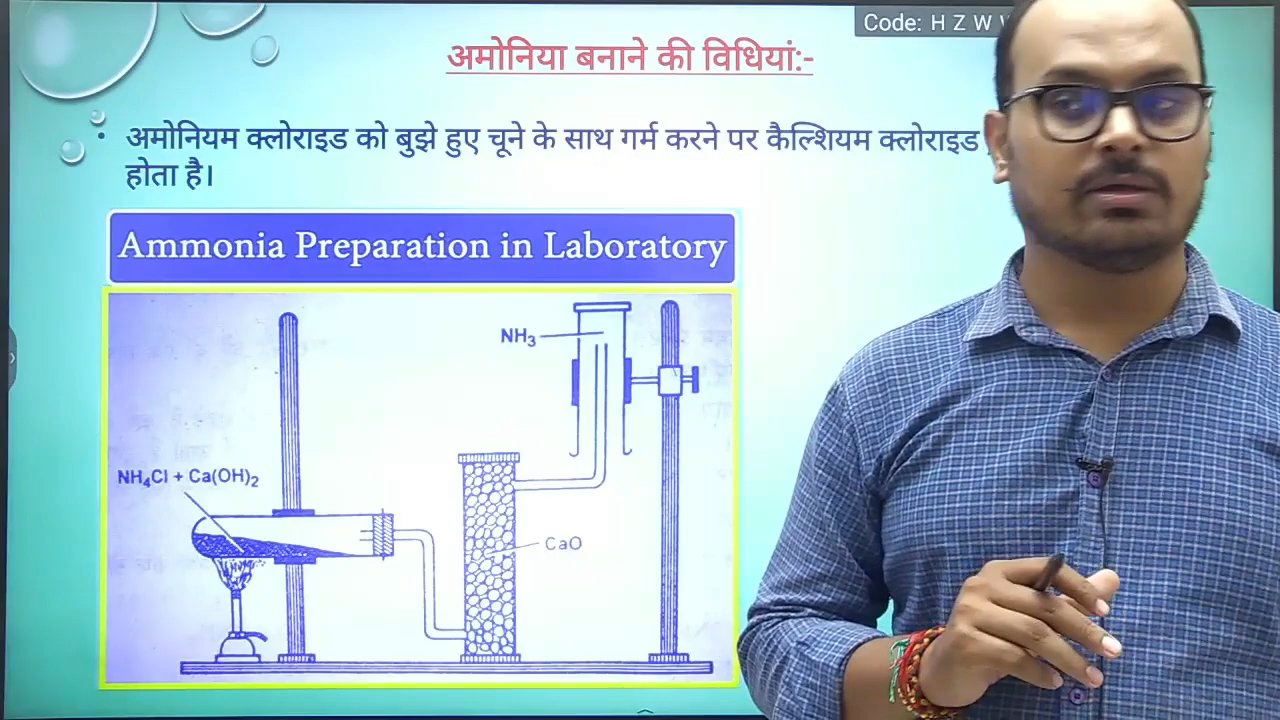 Code: H Z W
अमोनिया बनाने की विधियां:-
• अमोनियम क्लोराइड को बुझे हुए चूने के साथ गर्म करने पर कैल्शियम क्लोराइड
होता है।
Ammonia Preparation in Laboratory
NH3
NH4Cl + Ca(OH)2
CaO